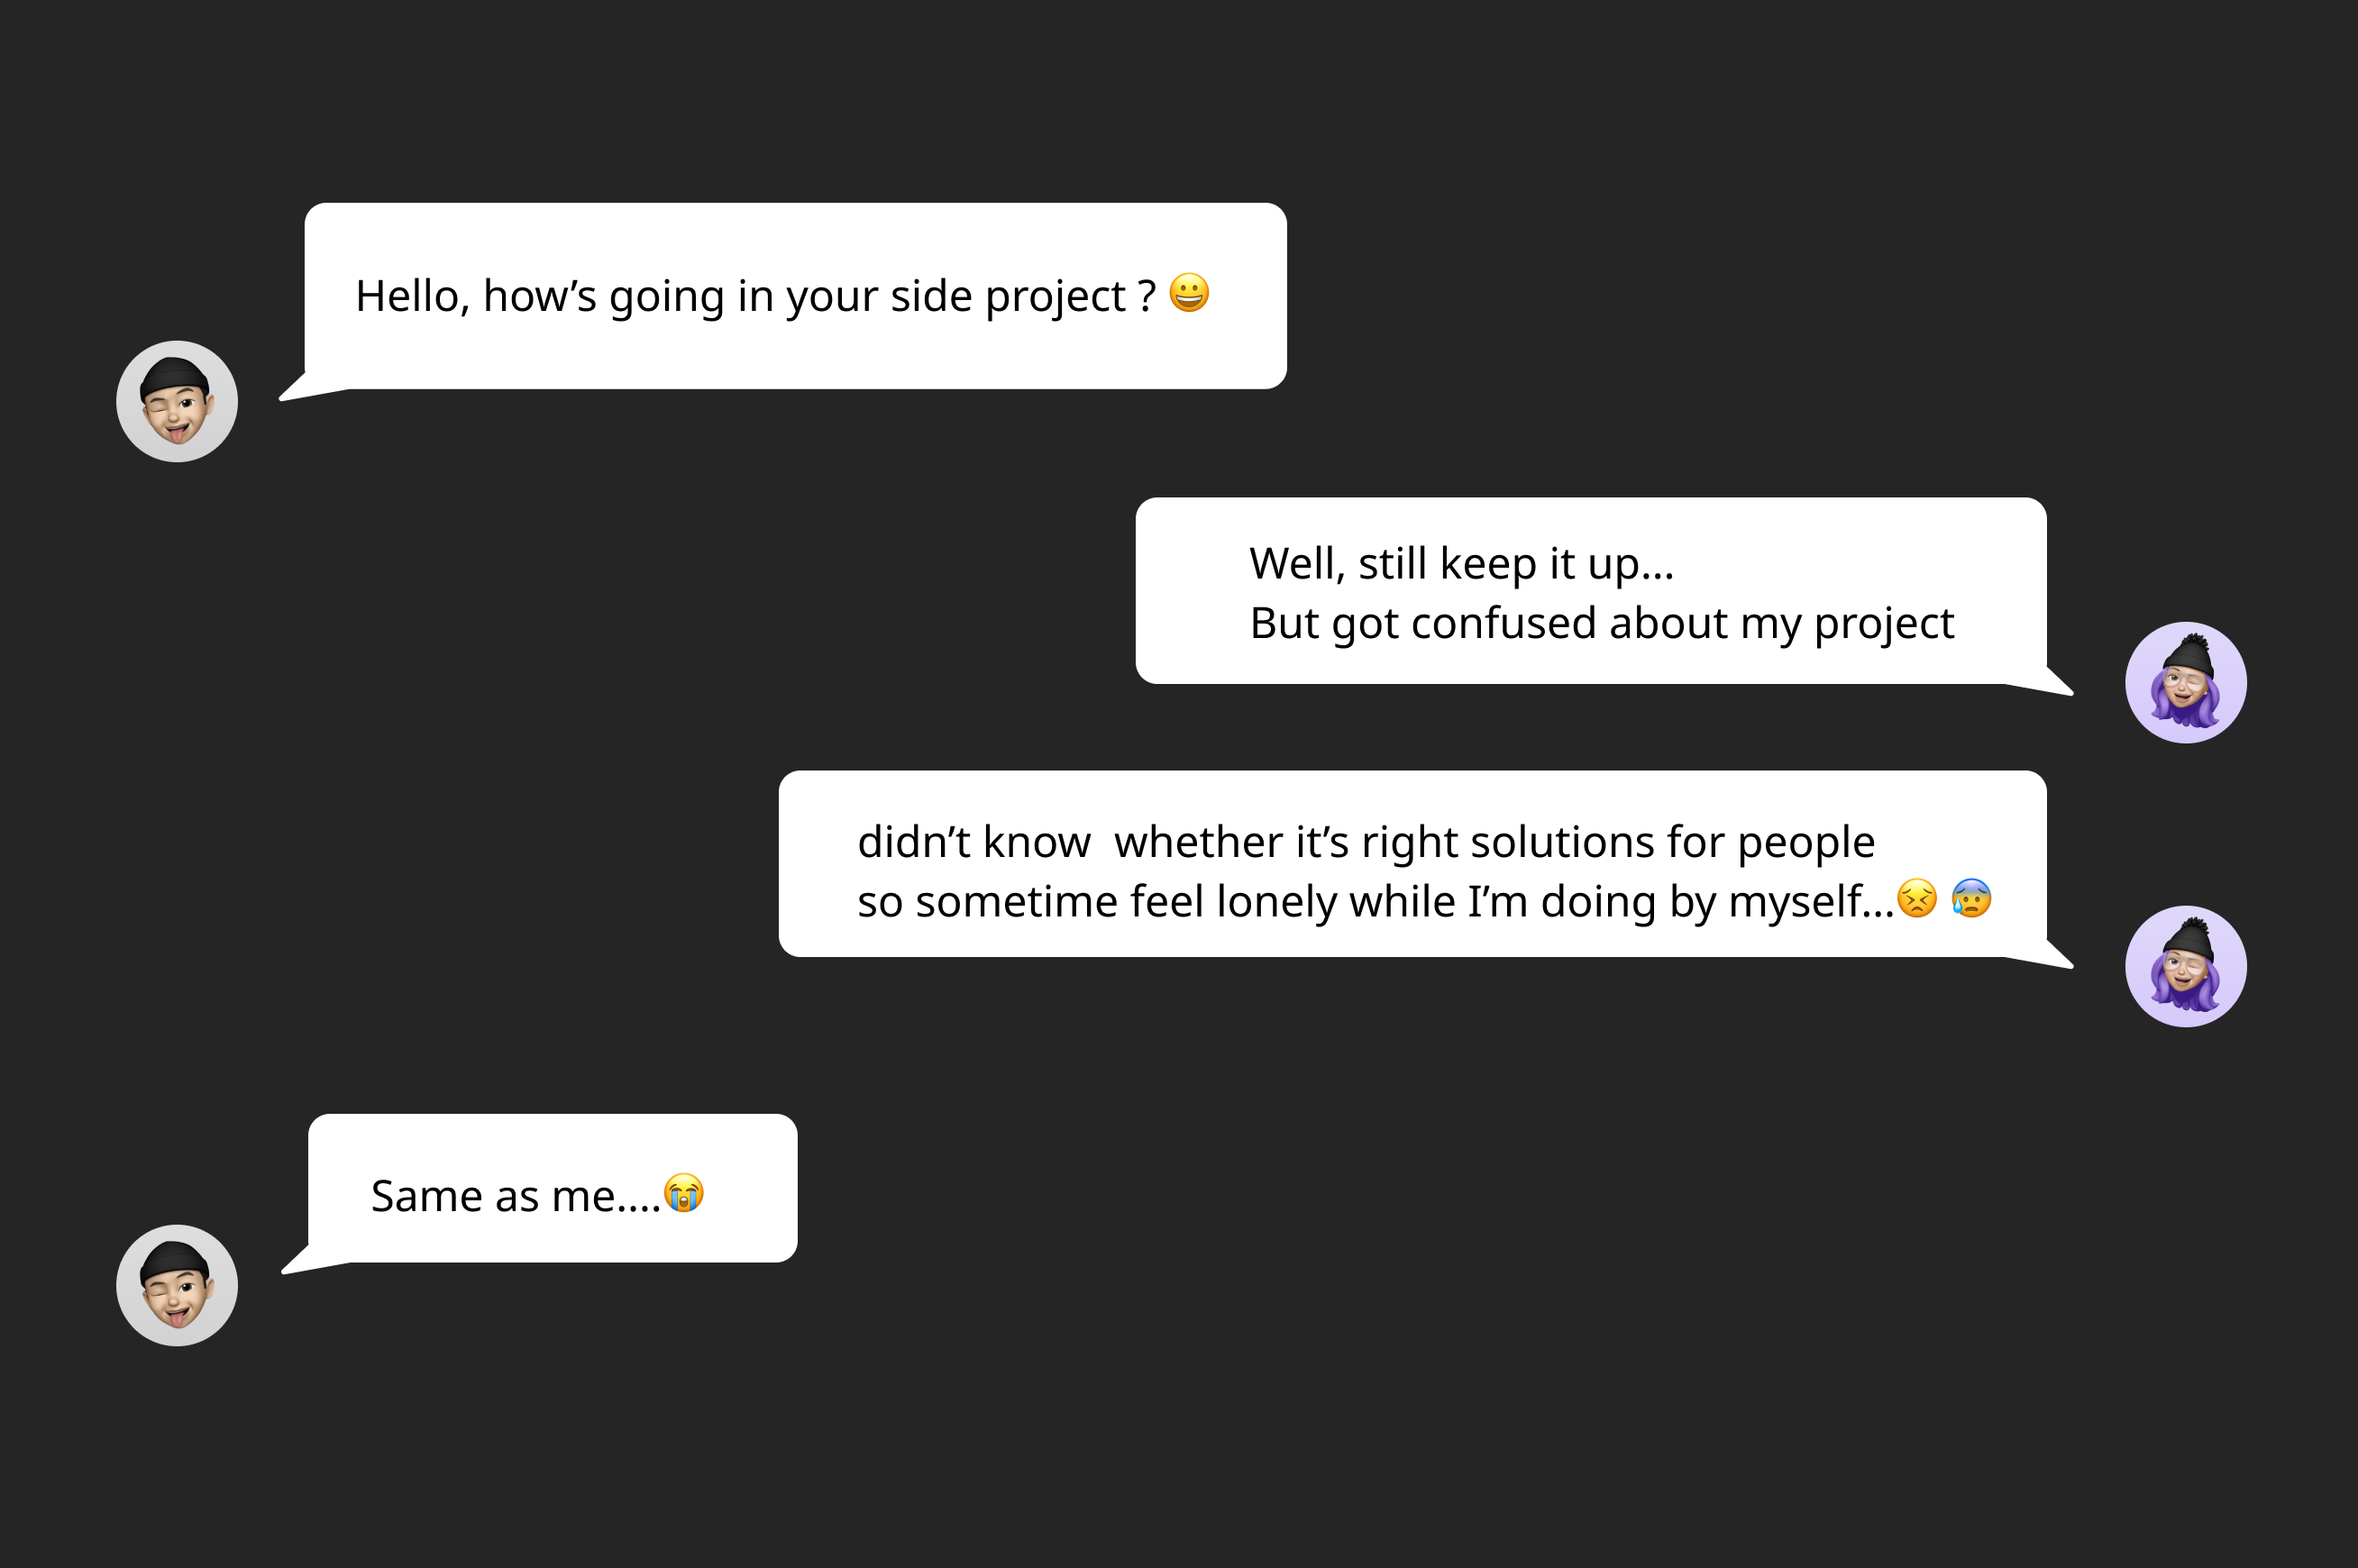 Hello, how’s going in your side project ? 😀
Well, still keep it up...
But got confused about my project
didn’t know  whether it’s right solutions for people
so sometime feel lonely while I’m doing by myself...😣 😰
Same as me....😭